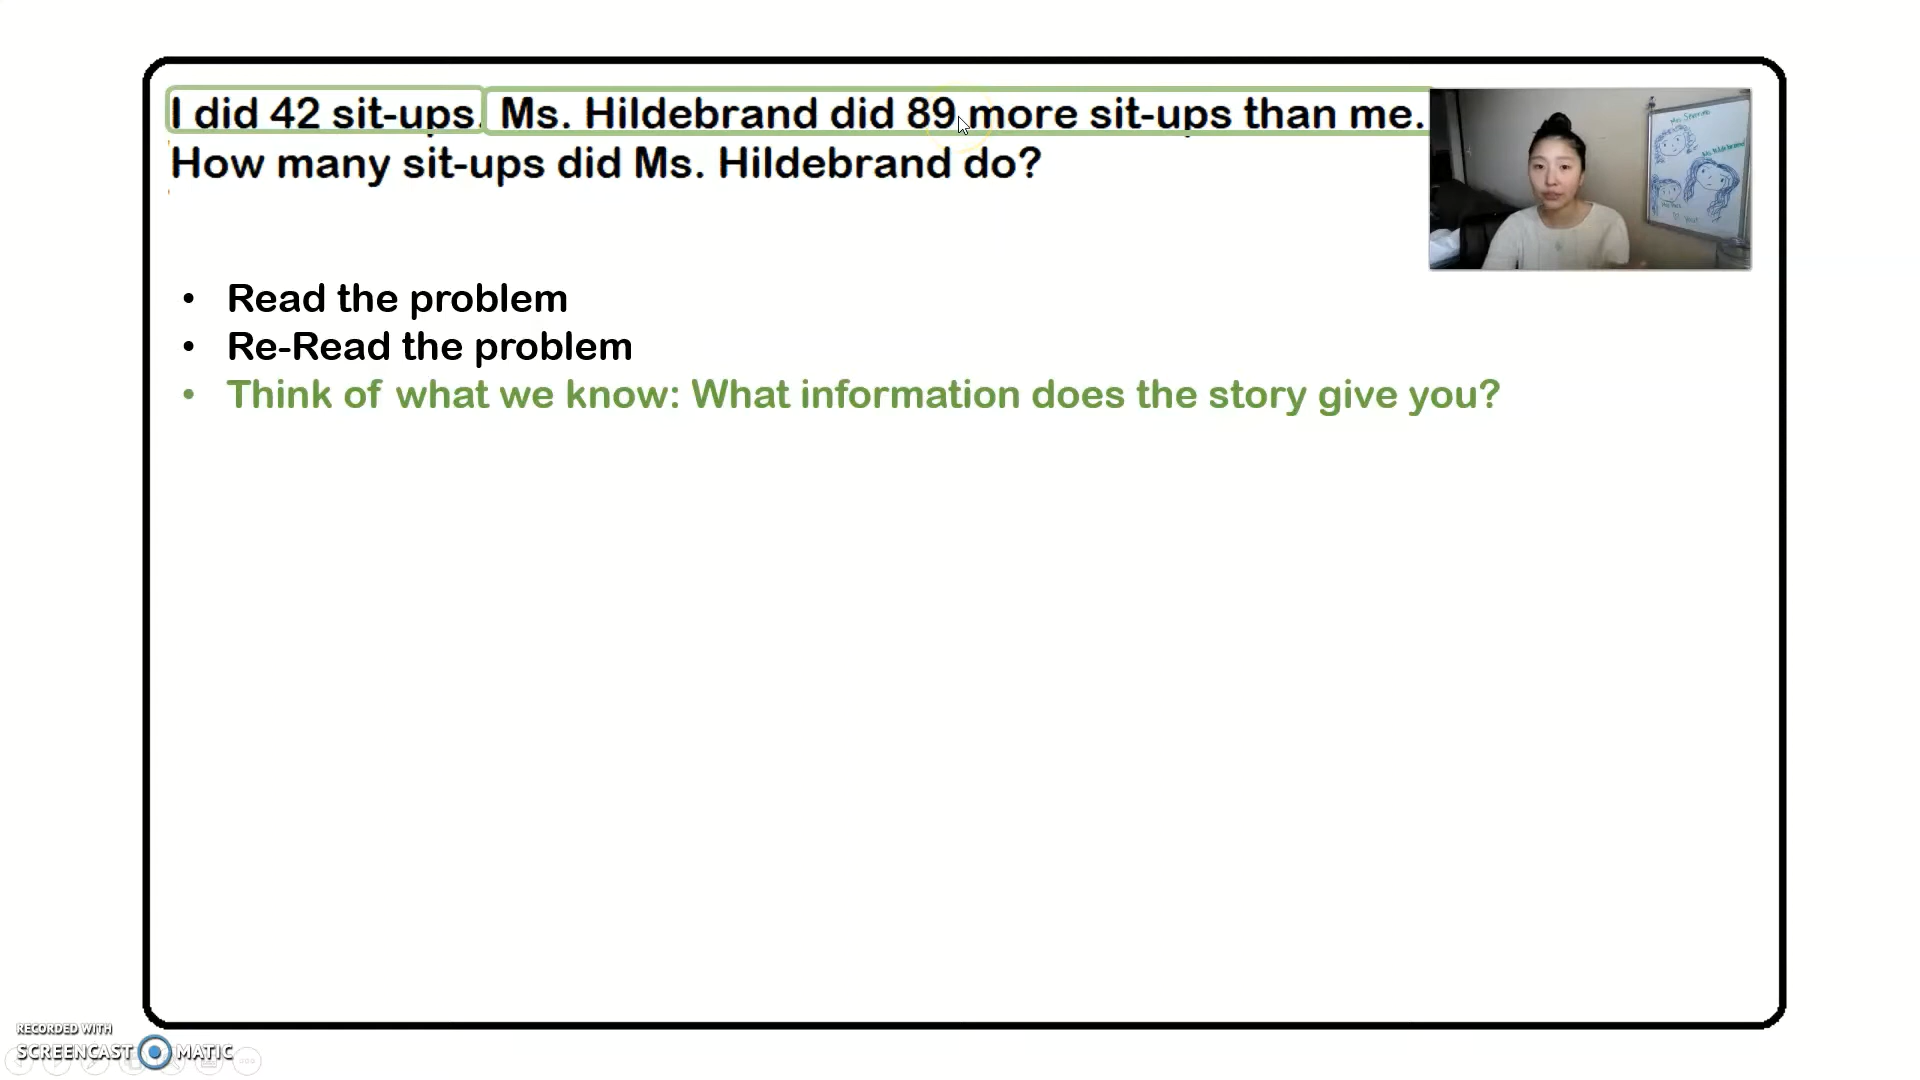 I did 42 sit-ups. Ms. Hildebrand did 89 more sit-ups than me.
How many sit-ups did Ms. Hildebrand do?
• Read the problem
• Re-Read the problem
• Think of what we know: What information does the story give you?
Ms. Hildebrand
RECORDED WITH
SCREENCAST MATIC